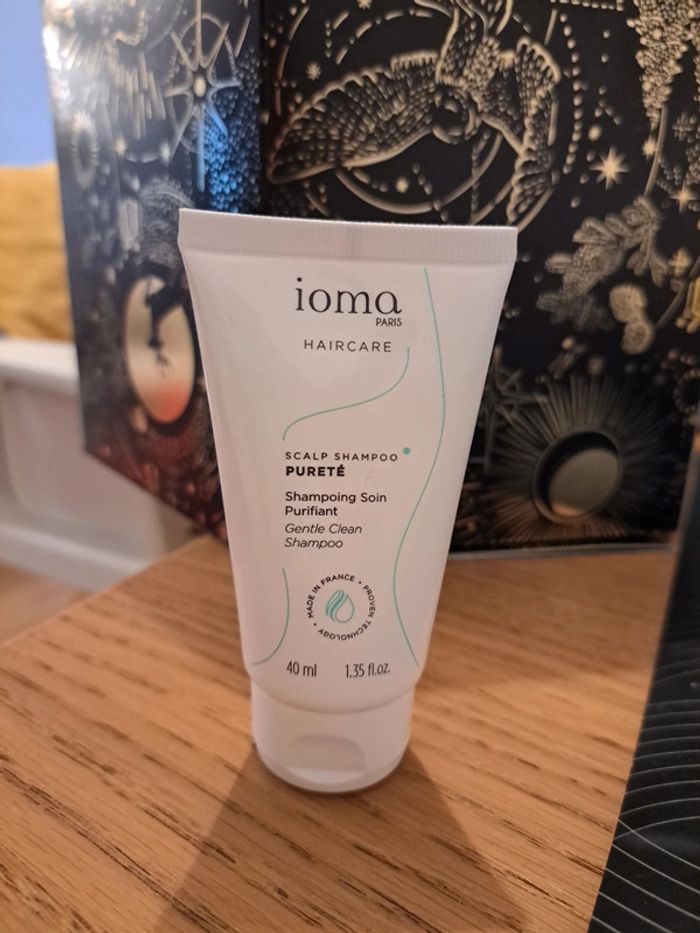 ioma
PARIS
HAIRCARE
SCALP SHAMPOO
PURETÉ
Shampoing Soin
Purifiant
Gentle Clean
Shampoo
MADE IN FRANCE • PROVEN TECHNOLOGY •
40 ml 1.35 fl.oz.